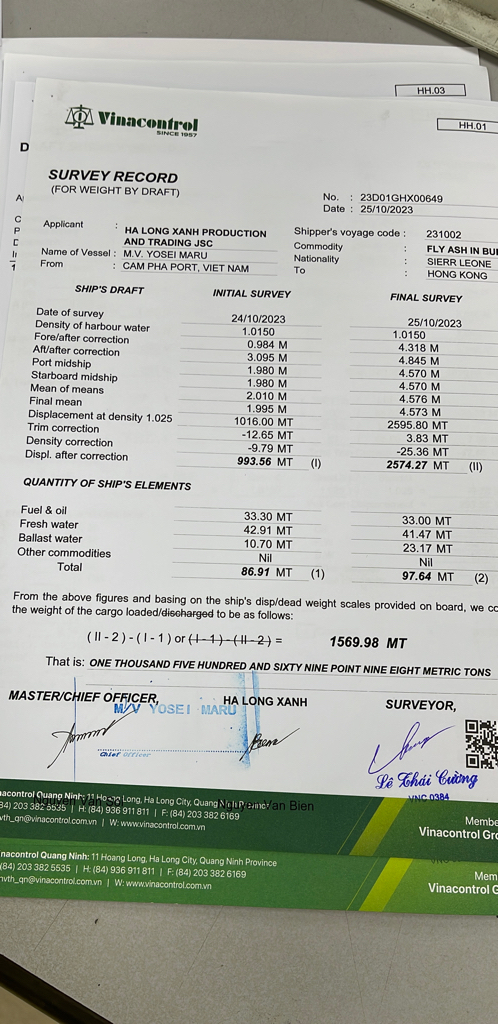 HH.03
HH.01
Vinacontrol
SINCE 1957
SURVEY RECORD
(FOR WEIGHT BY DRAFT)
No. : 23D01GHX00649
Date : 25/10/2023
Applicant : HA LONG XANH PRODUCTION AND TRADING JSC
Shipper's voyage code : 231002
Commodity : FLY ASH IN
Name of Vessel : M.V. YOSEI MARU
Nationality : SIERR LEONE
From : CAM PHA PORT, VIET NAM
To : HONG KONG
SHIP'S DRAFT INITIAL SURVEY FINAL SURVEY
Date of survey 24/10/2023 25/10/2023
Density of harbour water 1.0150 1.0150
Fore/after correction 0.984 M 4.318 M
Aft/after correction 3.095 M 4.845 M
Port midship 1.980 M 4.570 M
Starboard midship 1.980 M 4.570 M
Mean of means 2.010 M 4.576 M
Final mean 1.995 M 4.573 M
Displacement at density 1.025 1016.00 MT 2595.80 MT
Trim correction -12.65 MT 3.83 MT
Density correction -9.79 MT -25.36 MT
Displ. after correction 993.56 MT (I) 2574.27 MT (II)
QUANTITY OF SHIP'S ELEMENTS
Fuel & oil 33.30 MT 33.00 MT
Fresh water 42.91 MT 41.47 MT
Ballast water 10.70 MT 23.17 MT
Other commodities Nil Nil
Total 86.91 MT (1) 97.64 MT (2)
From the above figures and basing on the ship's disp/dead weight scales provided on board, we co
the weight of the cargo loaded/discharged to be as follows:
(II - 2) - (I - 1) or (I - 1) - (II - 2) = 1569.98 MT
That is: ONE THOUSAND FIVE HUNDRED AND SIXTY NINE POINT NINE EIGHT METRIC TONS
MASTER/CHIEF OFFICER, HA LONG XANH SURVEYOR,
M/V YOSEI MARU
Chief Officer
Lê Thái Cường
VNC 0384
Nguyen Van Nguyen Van Bien
nacontrol Quang Ninh: 11 Hoang Long, Ha Long City, Quang Ninh
84) 203 382 5535 | H: (84) 936 911 811 | F: (84) 203 382 6169
vth_qn@vinacontrol.com.vn | W: www.vinacontrol.com.vn
Membe
Vinacontrol Gro
nacontrol Quang Ninh: 11 Hoang Long, Ha Long City, Quang Ninh Province
(84) 203 382 5535 | H: (84) 936 911 811 | F: (84) 203 382 6169
nvth_qn@vinacontrol.com.vn | W: www.vinacontrol.com.vn
Mem
Vinacontrol G